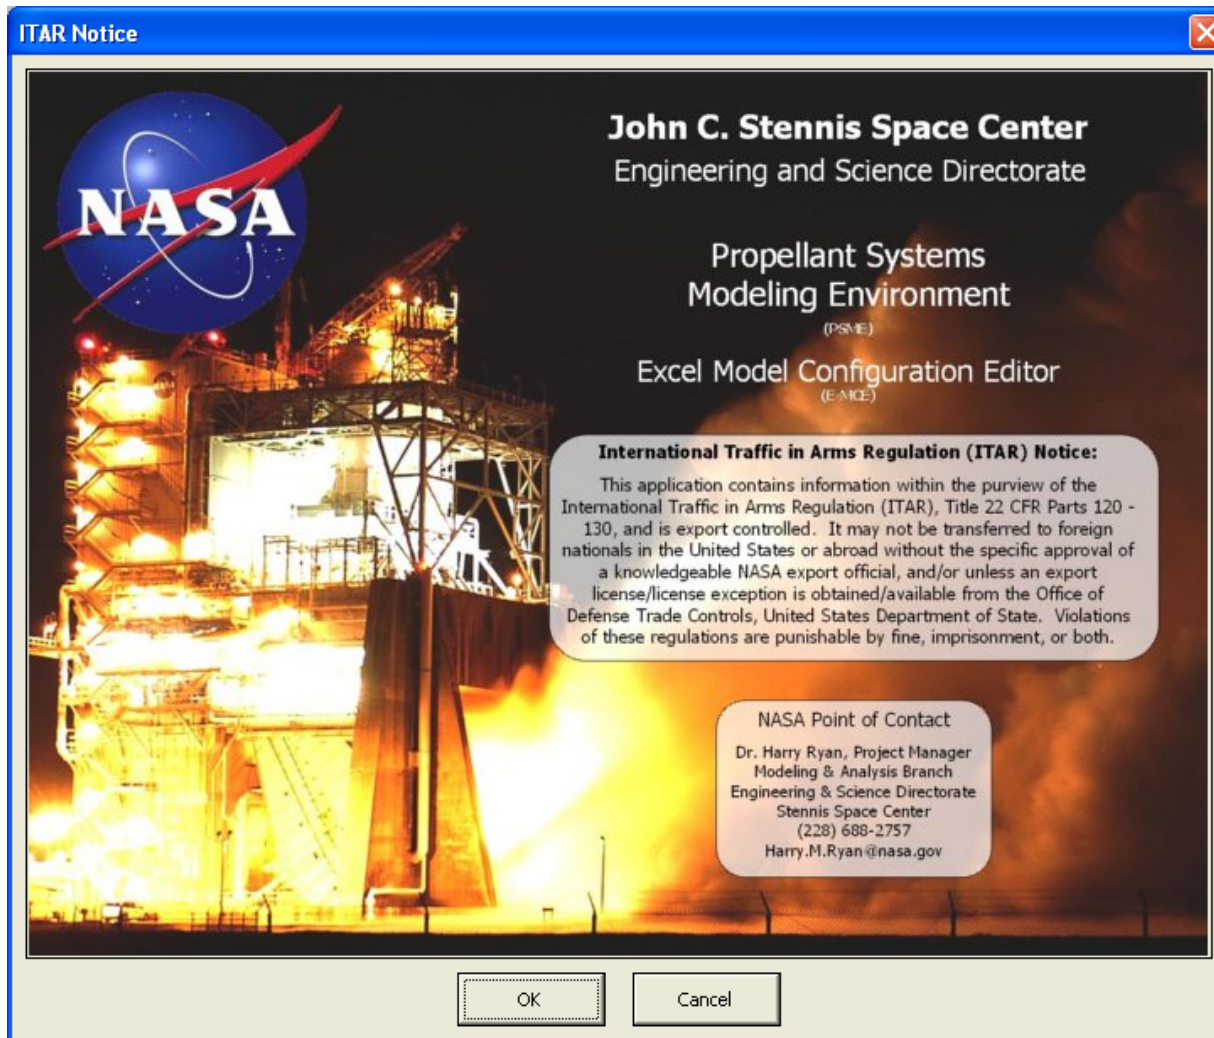 ITAR Notice
NASA
John C. Stennis Space Center
Engineering and Science Directorate
Propellant Systems
Modeling Environment
(PSME)
Excel Model Configuration Editor
(E-MCE)
International Traffic in Arms Regulation (ITAR) Notice:
This application contains information within the purview of the
International Traffic in Arms Regulation (ITAR), Title 22 CFR Parts 120 -
130, and is export controlled. It may not be transferred to foreign
nationals in the United States or abroad without the specific approval of
a knowledgeable NASA export official, and/or unless an export
license/license exception is obtained/available from the Office of
Defense Trade Controls, United States Department of State. Violations
of these regulations are punishable by fine, imprisonment, or both.
NASA Point of Contact
Dr. Harry Ryan, Project Manager
Modeling & Analysis Branch
Engineering & Science Directorate
Stennis Space Center
(228) 688-2757
Harry.M.Ryan@nasa.gov
OK
Cancel